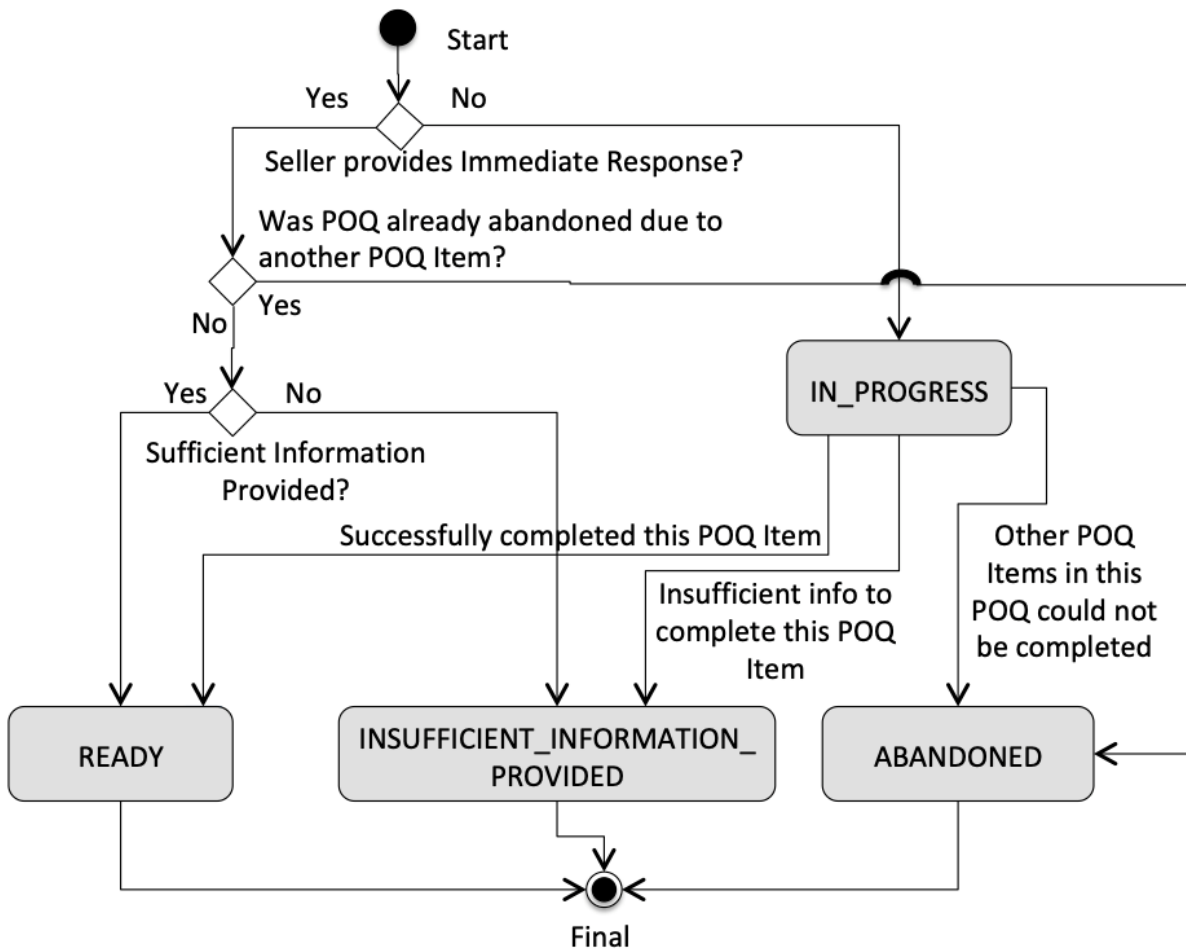 Start
Yes
No
Seller provides Immediate Response?
Was POQ already abandoned due to
another POQ Item?
Yes
No
Yes
No
IN_PROGRESS
Sufficient Information
Provided?
Successfully completed this POQ Item
Other POQ
Items in this
POQ could not
be completed
Insufficient info to
complete this POQ
Item
READY
INSUFFICIENT_INFORMATION_
PROVIDED
ABANDONED
Final